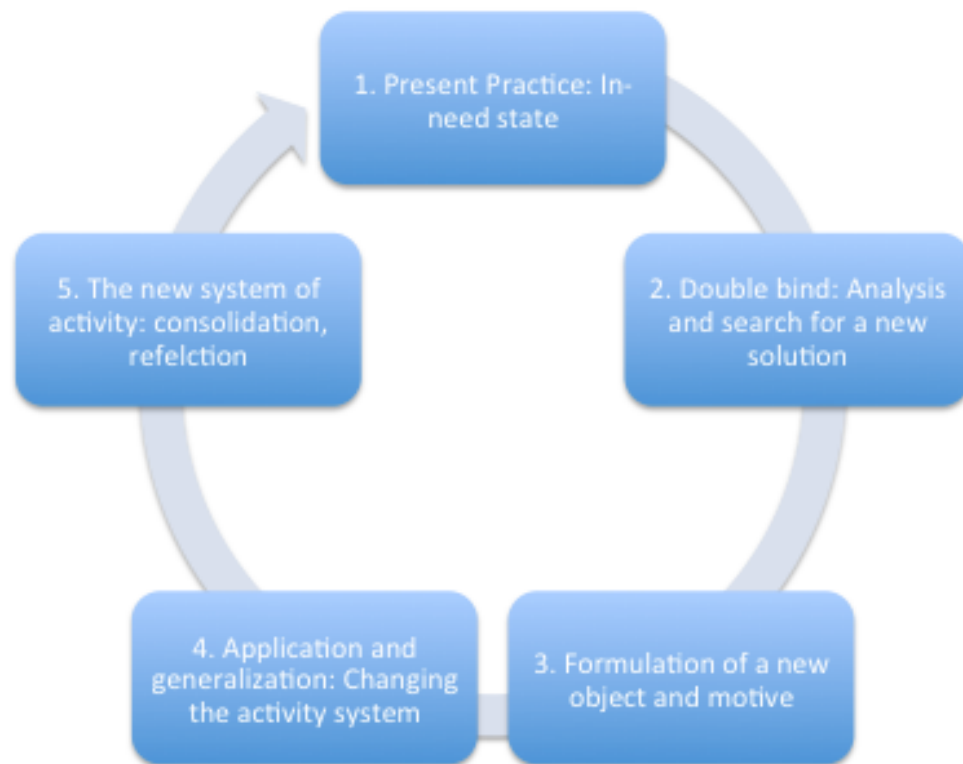 1. Present Practice: In-
need state
2. Double bind: Analysis
and search for a new
solution
3. Formulation of a new
object and motive
4. Application and
generalization: Changing
the activity system
5. The new system of
activity: consolidation,
refelction